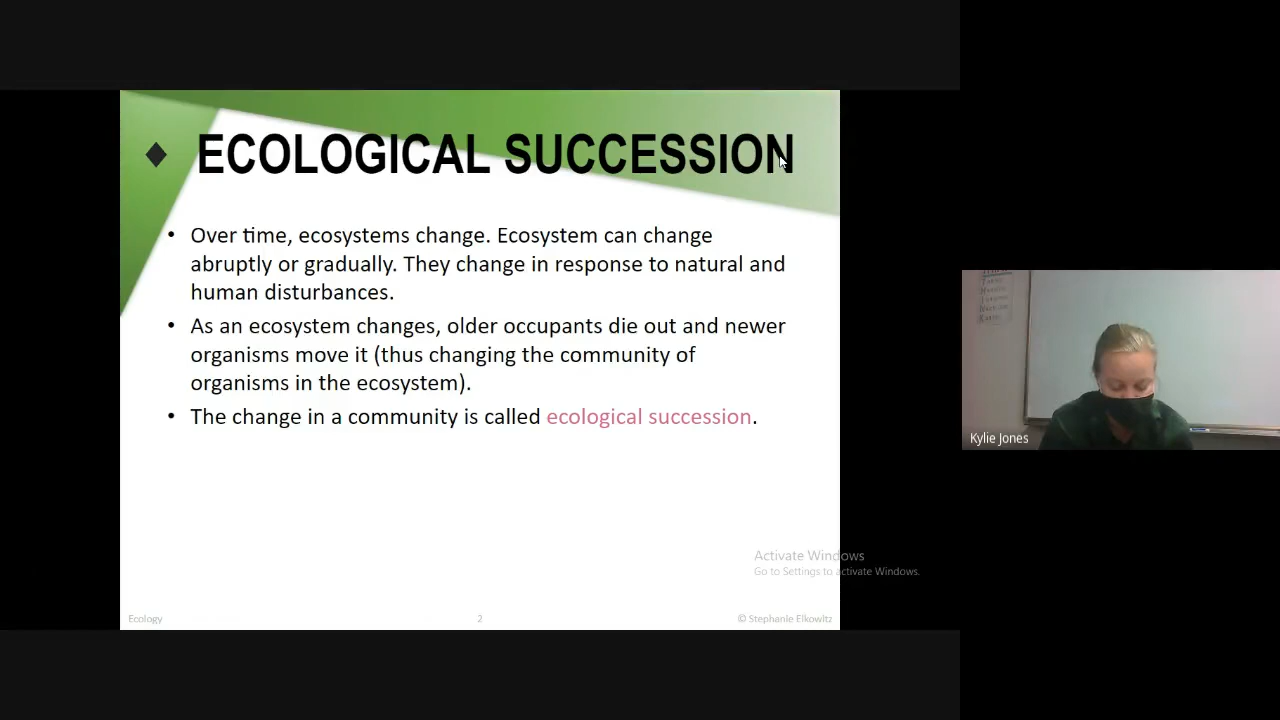 ♦ ECOLOGICAL SUCCESSION
• Over time, ecosystems change. Ecosystem can change
abruptly or gradually. They change in response to natural and
human disturbances.
• As an ecosystem changes, older occupants die out and newer
organisms move it (thus changing the community of
organisms in the ecosystem).
• The change in a community is called ecological succession.
Kylie Jones
Activate Windows
Go to Settings to activate Windows.
Ecology
2
© Stephanie Elkowitz